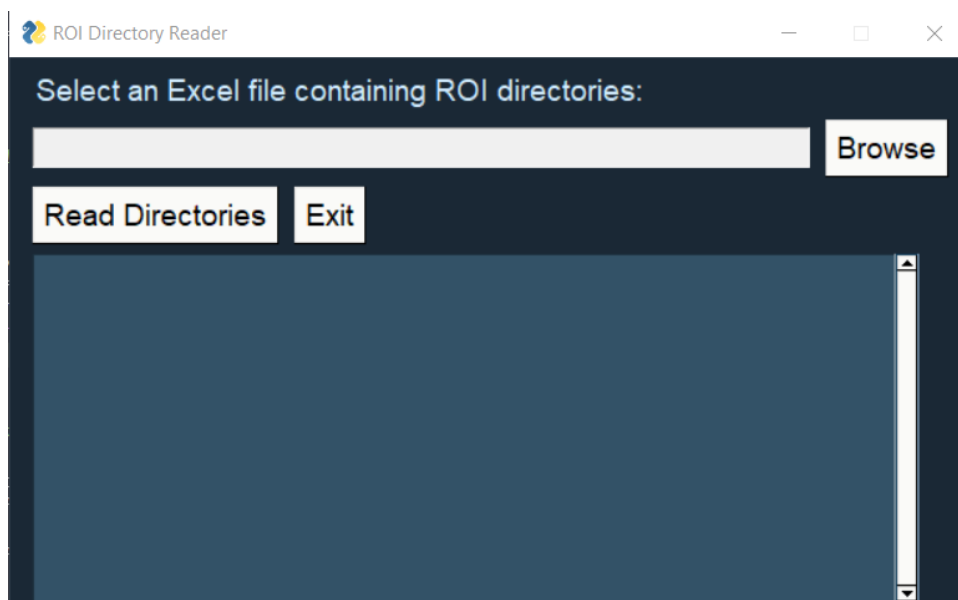 ROI Directory Reader
Select an Excel file containing ROI directories:
Browse
Read Directories Exit